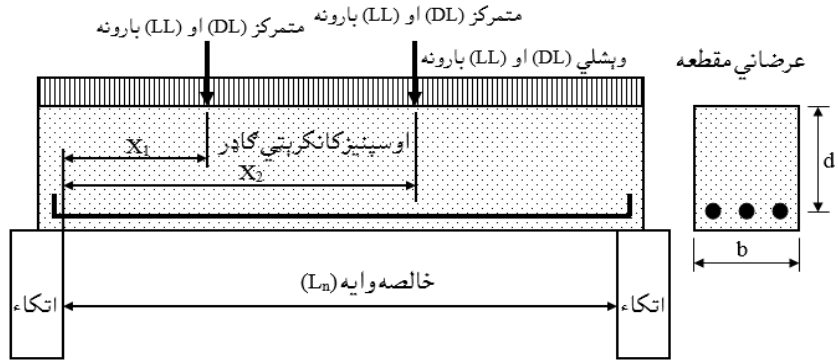 متمرکز (DL) او (LL) بارونه
متمرکز (DL) او (LL) بارونه
وېشلي (DL) او (LL) بارونه
عرضاني مقطعه
اوسپنيزکانکرېټي ګاډر
X₁
X₂
d
b
خالصه وايه (Lₙ)
اتکاء
اتکاء